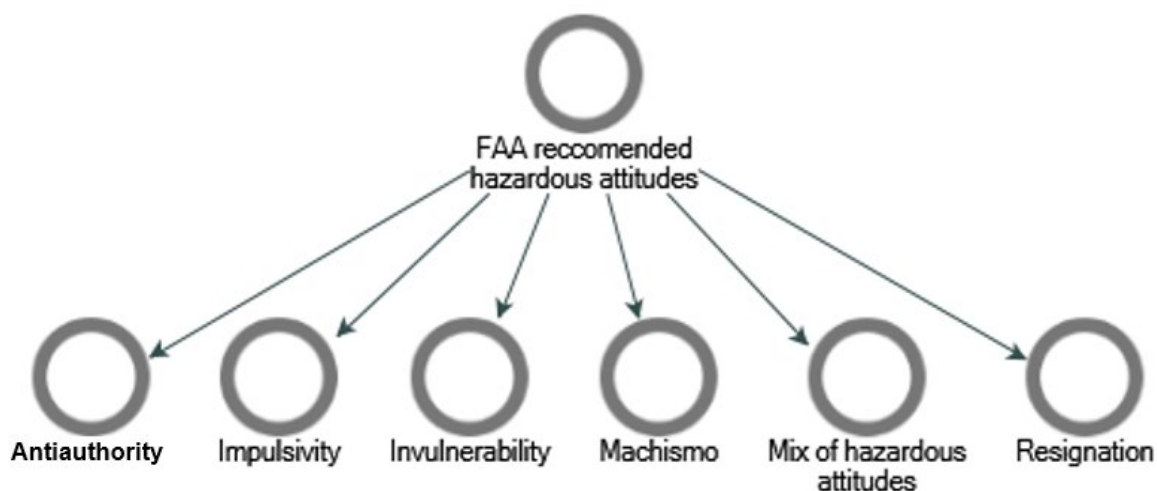 FAA reccomended
hazardous attitudes
Antiauthority
Impulsivity
Invulnerability
Machismo
Mix of hazardous
attitudes
Resignation